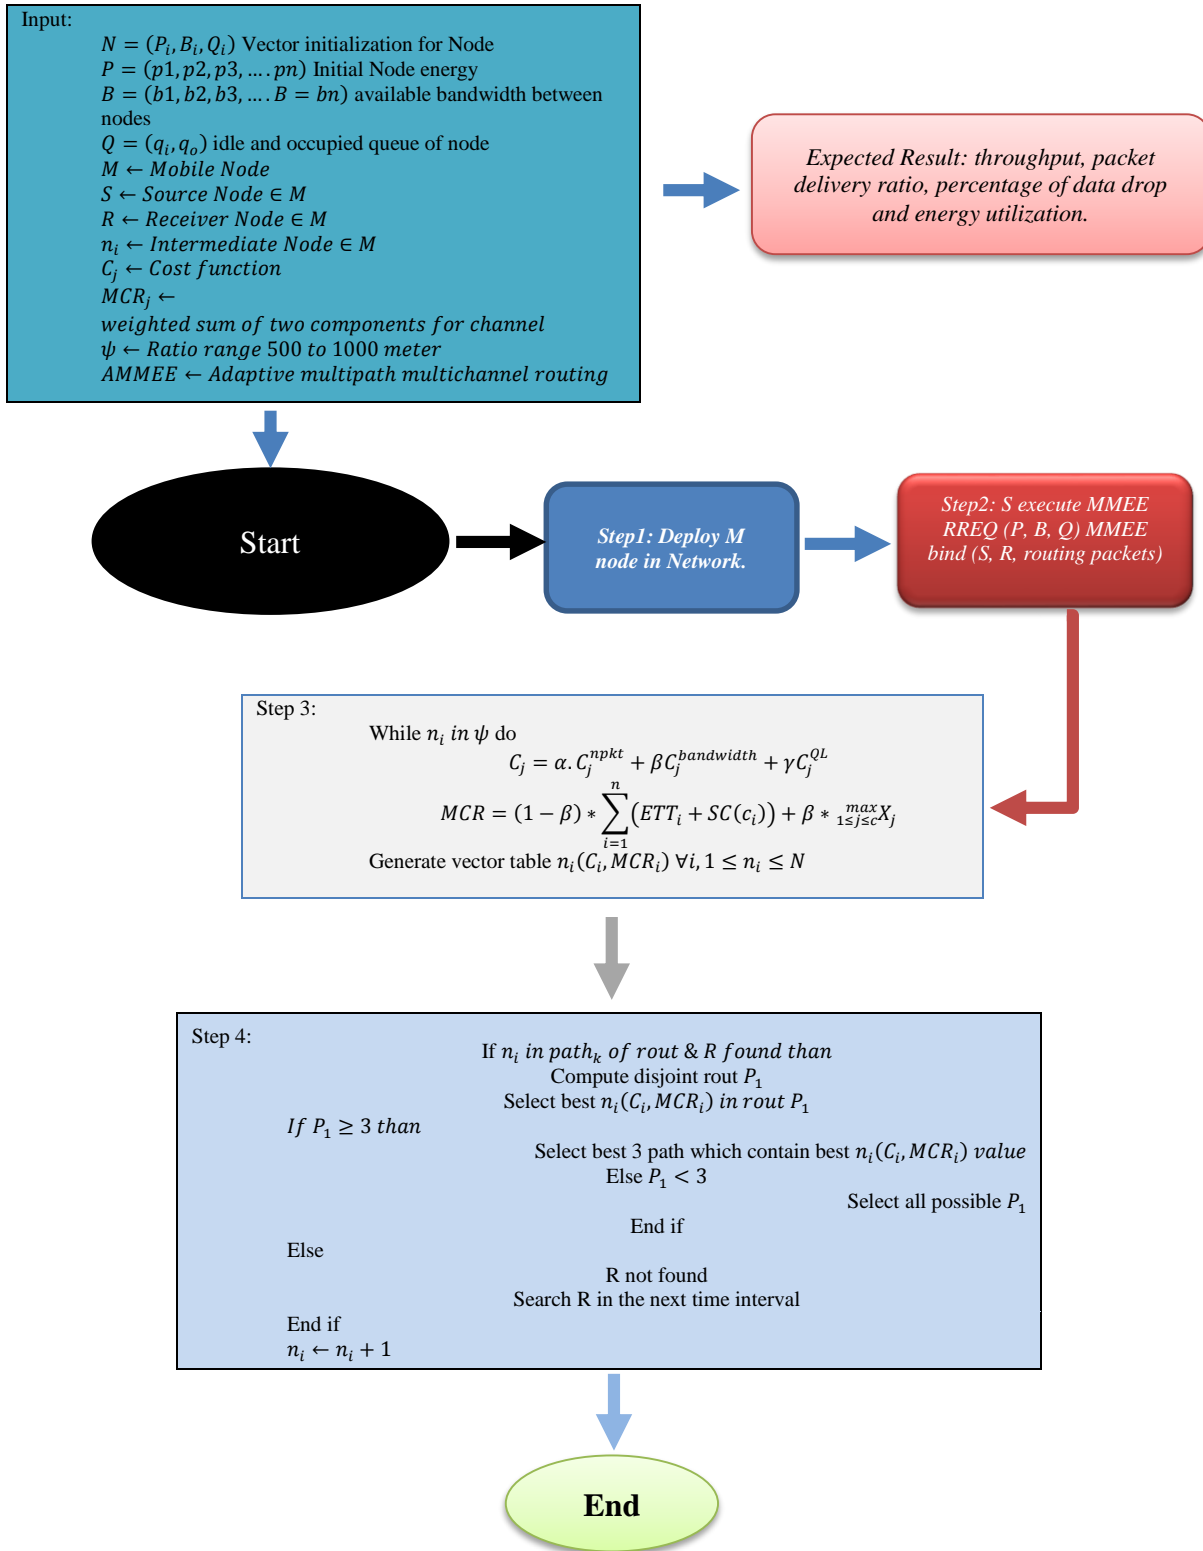 Input:
N = (P_i, B_i, Q_i) Vector initialization for Node
P = (p1, p2, p3, … . pn) Initial Node energy
B = (b1, b2, b3, … . B = bn) available bandwidth between
nodes
Q = (q_i, q_o) idle and occupied queue of node
M ← Mobile Node
S ← Source Node ∈ M
R ← Receiver Node ∈ M
n_i ← Intermediate Node ∈ M
C_j ← Cost function
MCR_j ←
weighted sum of two components for channel
ψ ← Ratio range 500 to 1000 meter
AMMEE ← Adaptive multipath multichannel routing
Expected Result: throughput, packet
delivery ratio, percentage of data drop
and energy utilization.
Start
Step1: Deploy M
node in Network.
Step2: S execute MMEE
RREQ (P, B, Q) MMEE
bind (S, R, routing packets)
Step 3:
While n_i in ψ do
C_j = α. C_j^{npkt} + βC_j^{bandwidth} + γC_j^{QL}
MCR = (1 − β) * ∑_{i=1}^{n} (ETT_i + SC(c_i)) + β * max_{1≤j≤c} X_j
Generate vector table n_i(C_i, MCR_i) ∀i, 1 ≤ n_i ≤ N
Step 4:
If n_i in path_k of rout & R found than
Compute disjoint rout P_1
Select best n_i(C_i, MCR_i) in rout P_1
If P_1 ≥ 3 than
Select best 3 path which contain best n_i(C_i, MCR_i) value
Else P_1 < 3
Select all possible P_1
End if
Else
R not found
Search R in the next time interval
End if
n_i ← n_i + 1
End